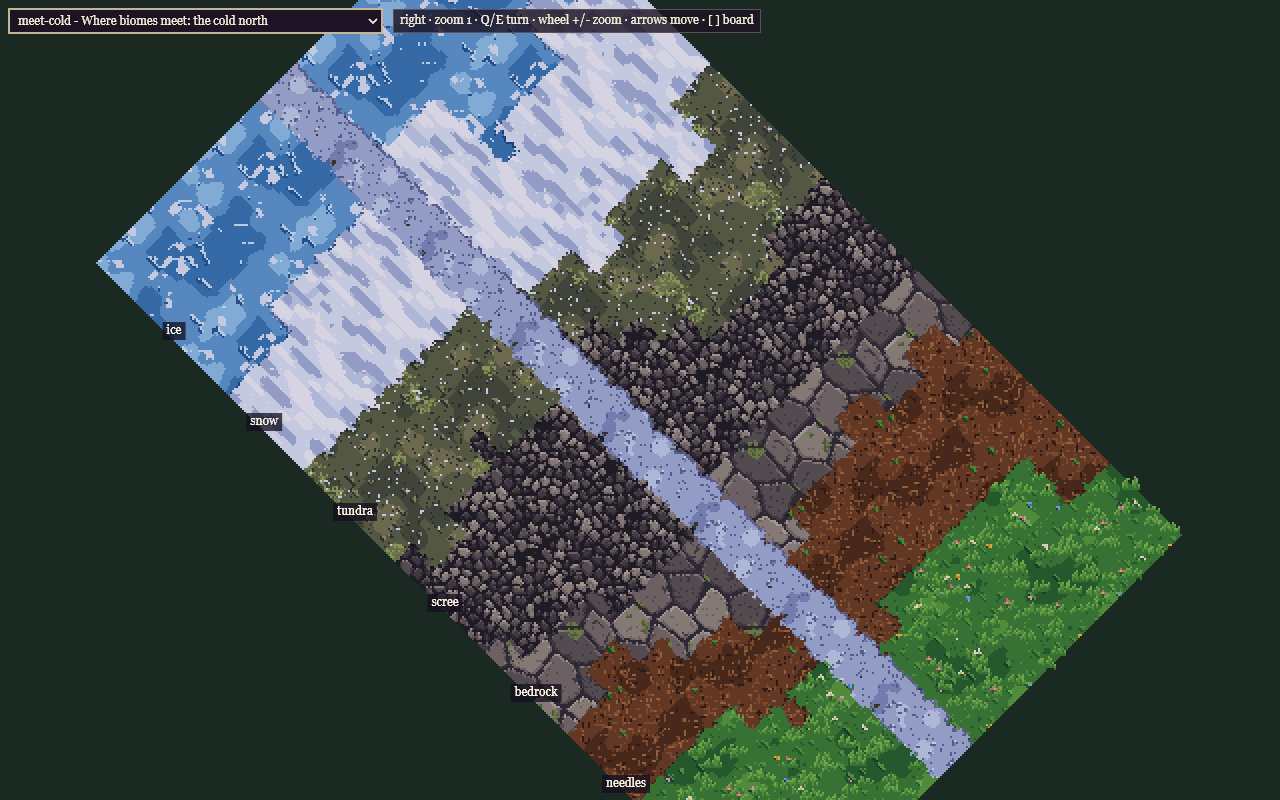 meet-cold - Where biomes meet: the cold north
right · zoom 1 · Q/E turn · wheel +/- zoom · arrows move · [ ] board
ice
snow
tundra
scree
bedrock
needles